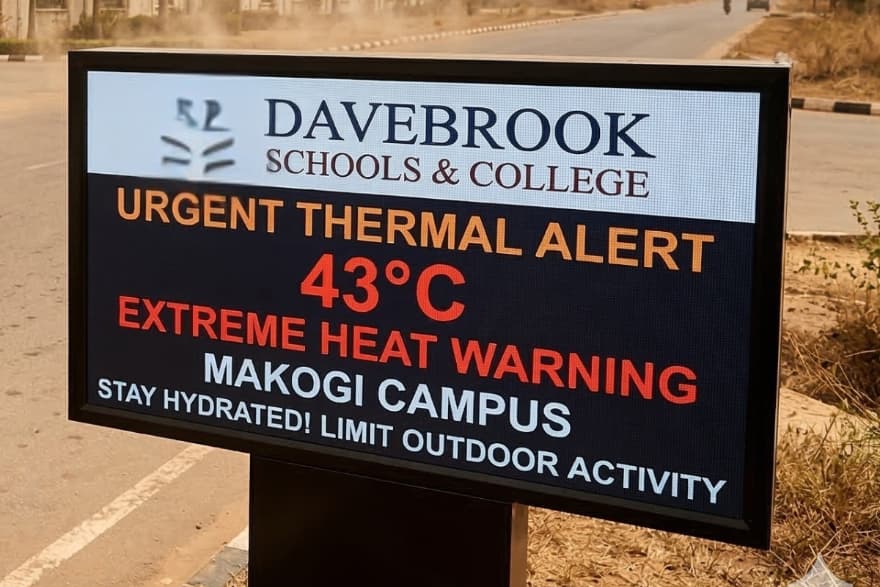 DAVEBROOK
SCHOOLS & COLLEGE
URGENT THERMAL ALERT
43°C
EXTREME HEAT WARNING
MAKOGI CAMPUS
STAY HYDRATED! LIMIT OUTDOOR ACTIVITY